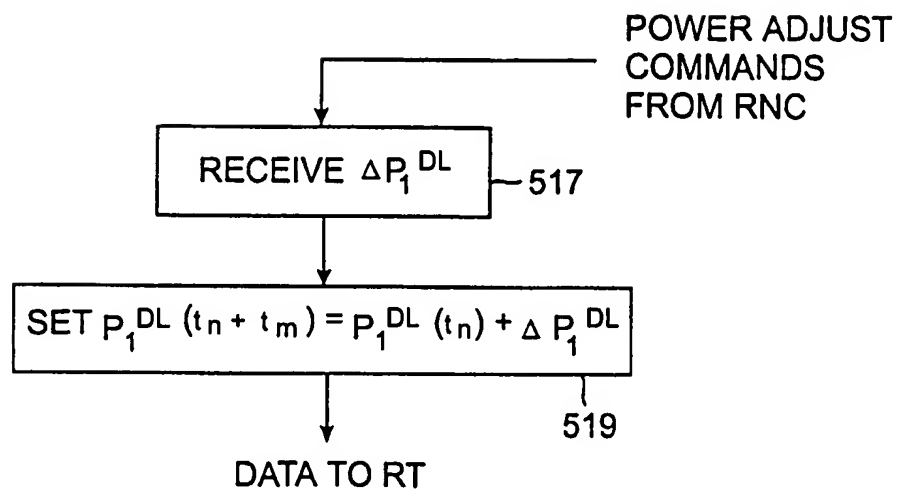 POWER ADJUST
COMMANDS
FROM RNC
RECEIVE ΔP₁ᴰᴸ
517
SET P₁ᴰᴸ (tₙ + tₘ) = P₁ᴰᴸ (tₙ) + Δ P₁ᴰᴸ
519
DATA TO RT